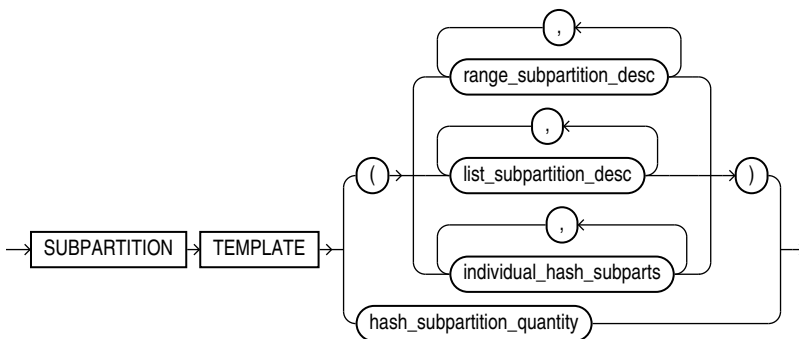 ,
range_subpartition_desc
,
( list_subpartition_desc )
,
SUBPARTITION TEMPLATE
individual_hash_subparts
hash_subpartition_quantity